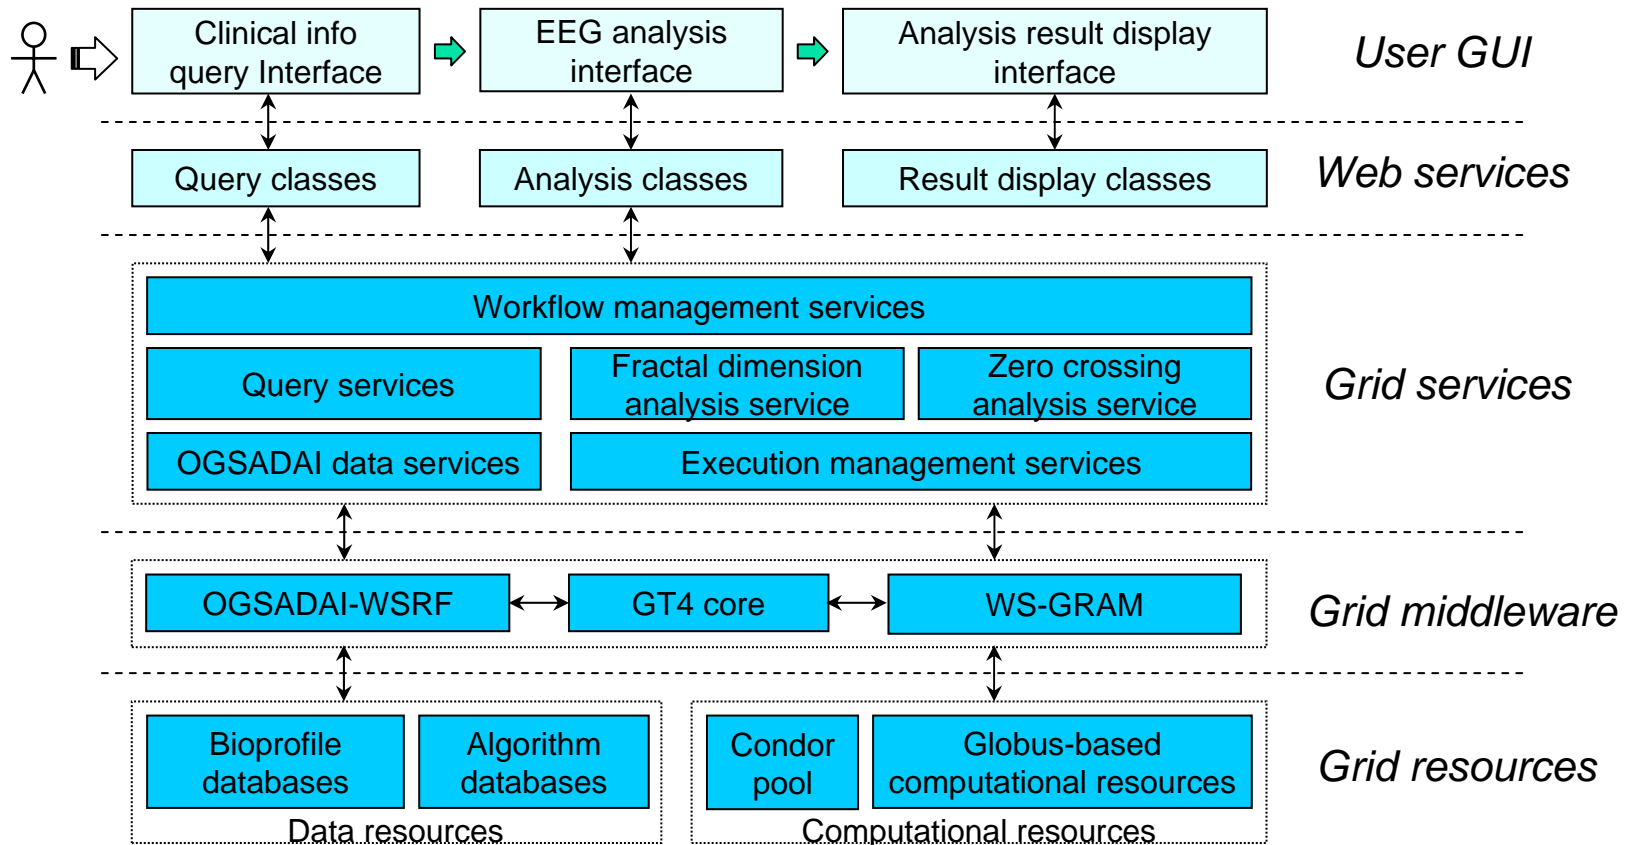 Clinical info
query Interface
EEG analysis
interface
Analysis result display
interface
User GUI
Query classes
Analysis classes
Result display classes
Web services
Workflow management services
Query services
Fractal dimension
analysis service
Zero crossing
analysis service
Grid services
OGSADAI data services
Execution management services
OGSADAI-WSRF
GT4 core
WS-GRAM
Grid middleware
Bioprofile
databases
Algorithm
databases
Condor
pool
Globus-based
computational resources
Grid resources
Data resources
Computational resources